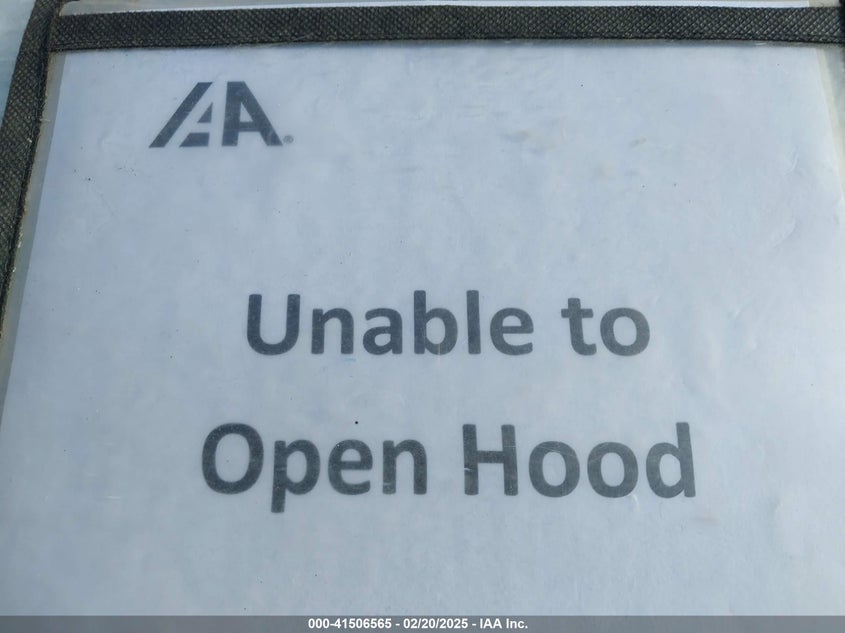 IAA®
Unable to
Open Hood
000-41506565 - 02/20/2025 - IAA Inc.